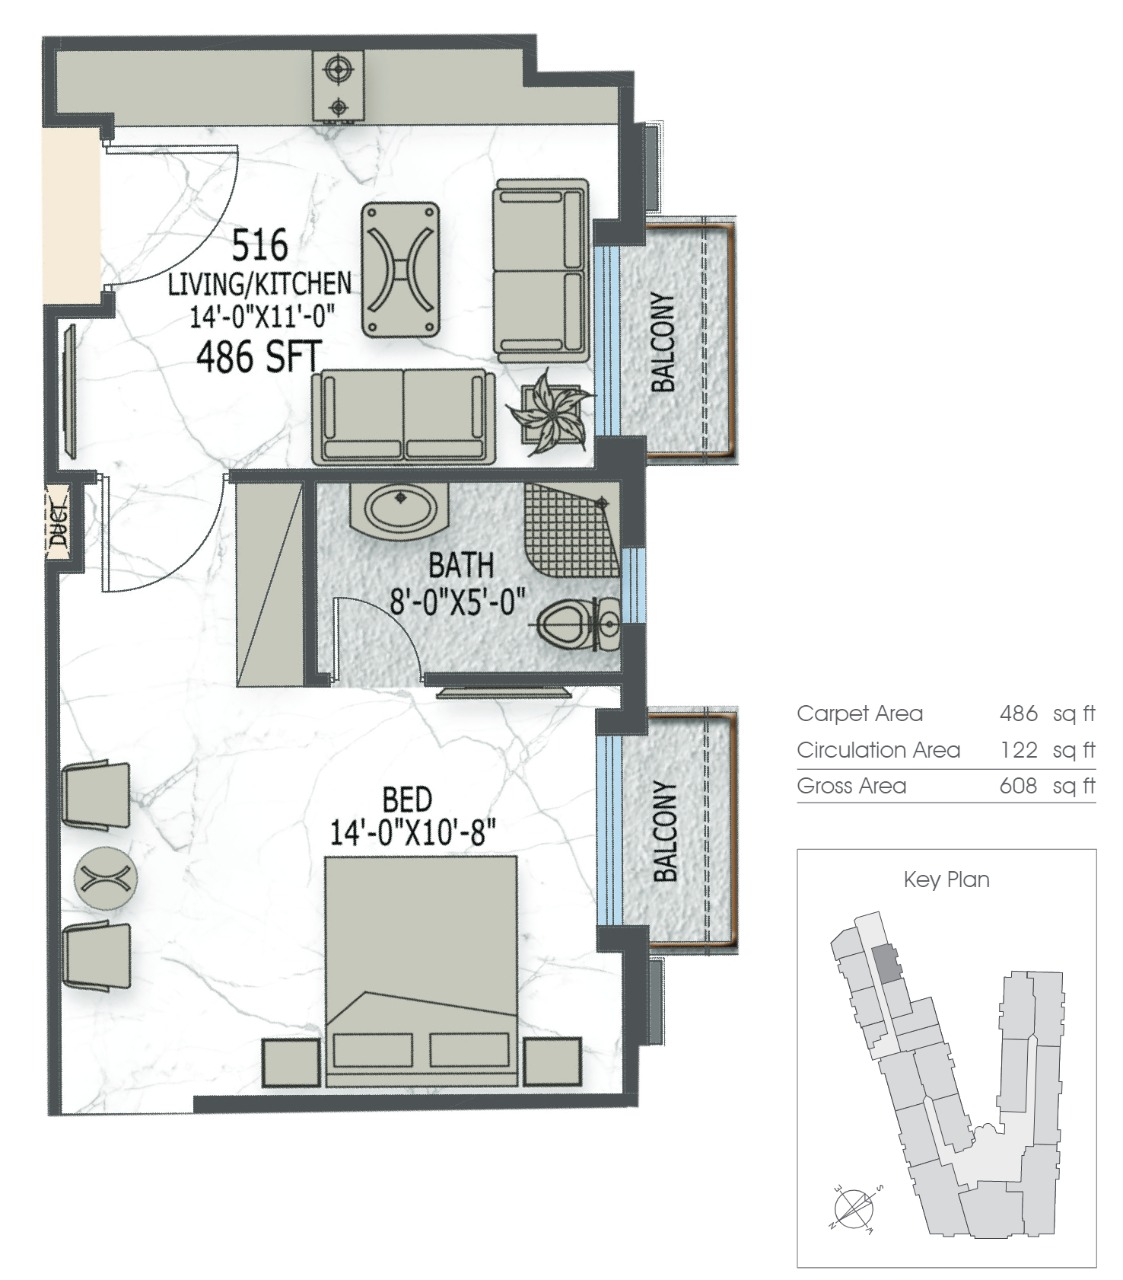 516
LIVING/KITCHEN
14'-0"X11'-0"
486 SFT
BALCONY
DUCT
BATH
8'-0"X5'-0"
BED
14'-0"X10'-8"
BALCONY
Carpet Area 486 sq ft
Circulation Area 122 sq ft
Gross Area 608 sq ft
Key Plan
E S
N W